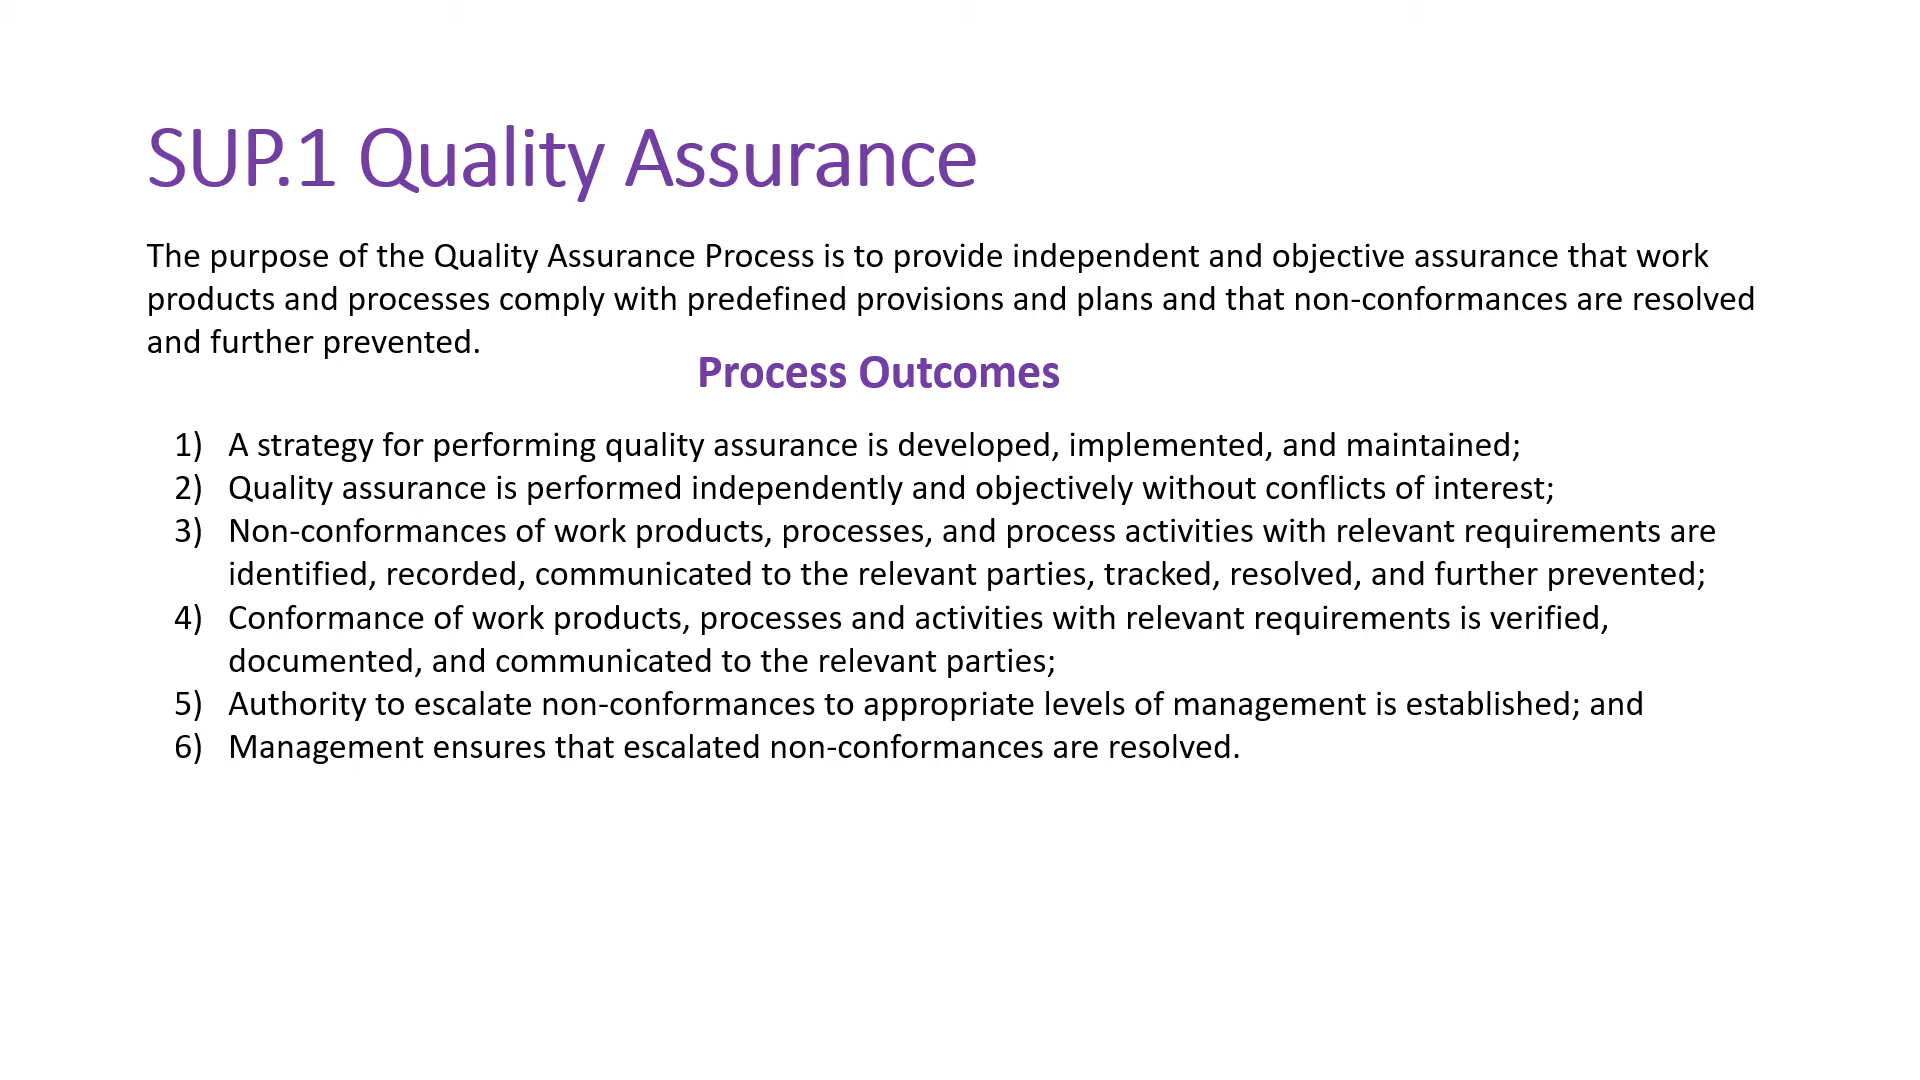 SUP.1 Quality Assurance
The purpose of the Quality Assurance Process is to provide independent and objective assurance that work
products and processes comply with predefined provisions and plans and that non-conformances are resolved
and further prevented.
Process Outcomes
1) A strategy for performing quality assurance is developed, implemented, and maintained;
2) Quality assurance is performed independently and objectively without conflicts of interest;
3) Non-conformances of work products, processes, and process activities with relevant requirements are
identified, recorded, communicated to the relevant parties, tracked, resolved, and further prevented;
4) Conformance of work products, processes and activities with relevant requirements is verified,
documented, and communicated to the relevant parties;
5) Authority to escalate non-conformances to appropriate levels of management is established; and
6) Management ensures that escalated non-conformances are resolved.